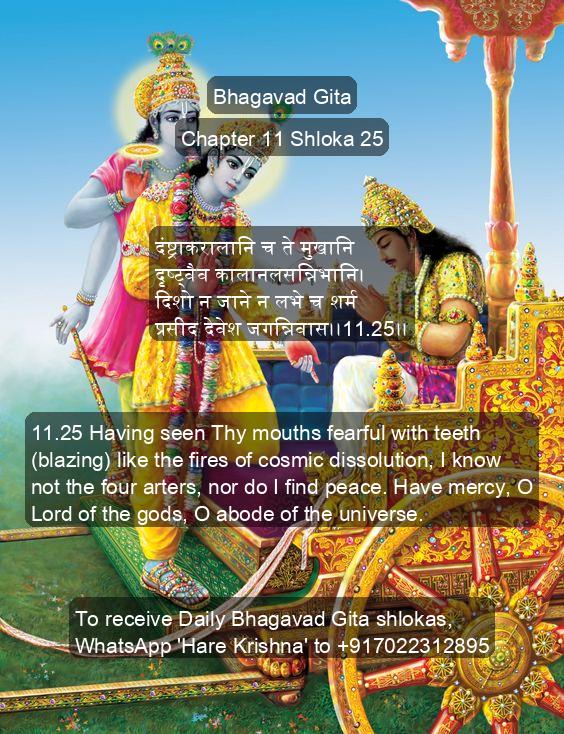 Bhagavad Gita
Chapter 11 Shloka 25
दंष्ट्राकरालानि च ते मुखानि
दृष्ट्वैव कालानलसन्निभानि।
दिशो न जाने न लभे च शर्म
प्रसीद देवेश जगन्निवास।।11.25।।
11.25 Having seen Thy mouths fearful with teeth
(blazing) like the fires of cosmic dissolution, I know
not the four arters, nor do I find peace. Have mercy, O
Lord of the gods, O abode of the universe.
To receive Daily Bhagavad Gita shlokas,
WhatsApp 'Hare Krishna' to +917022312895